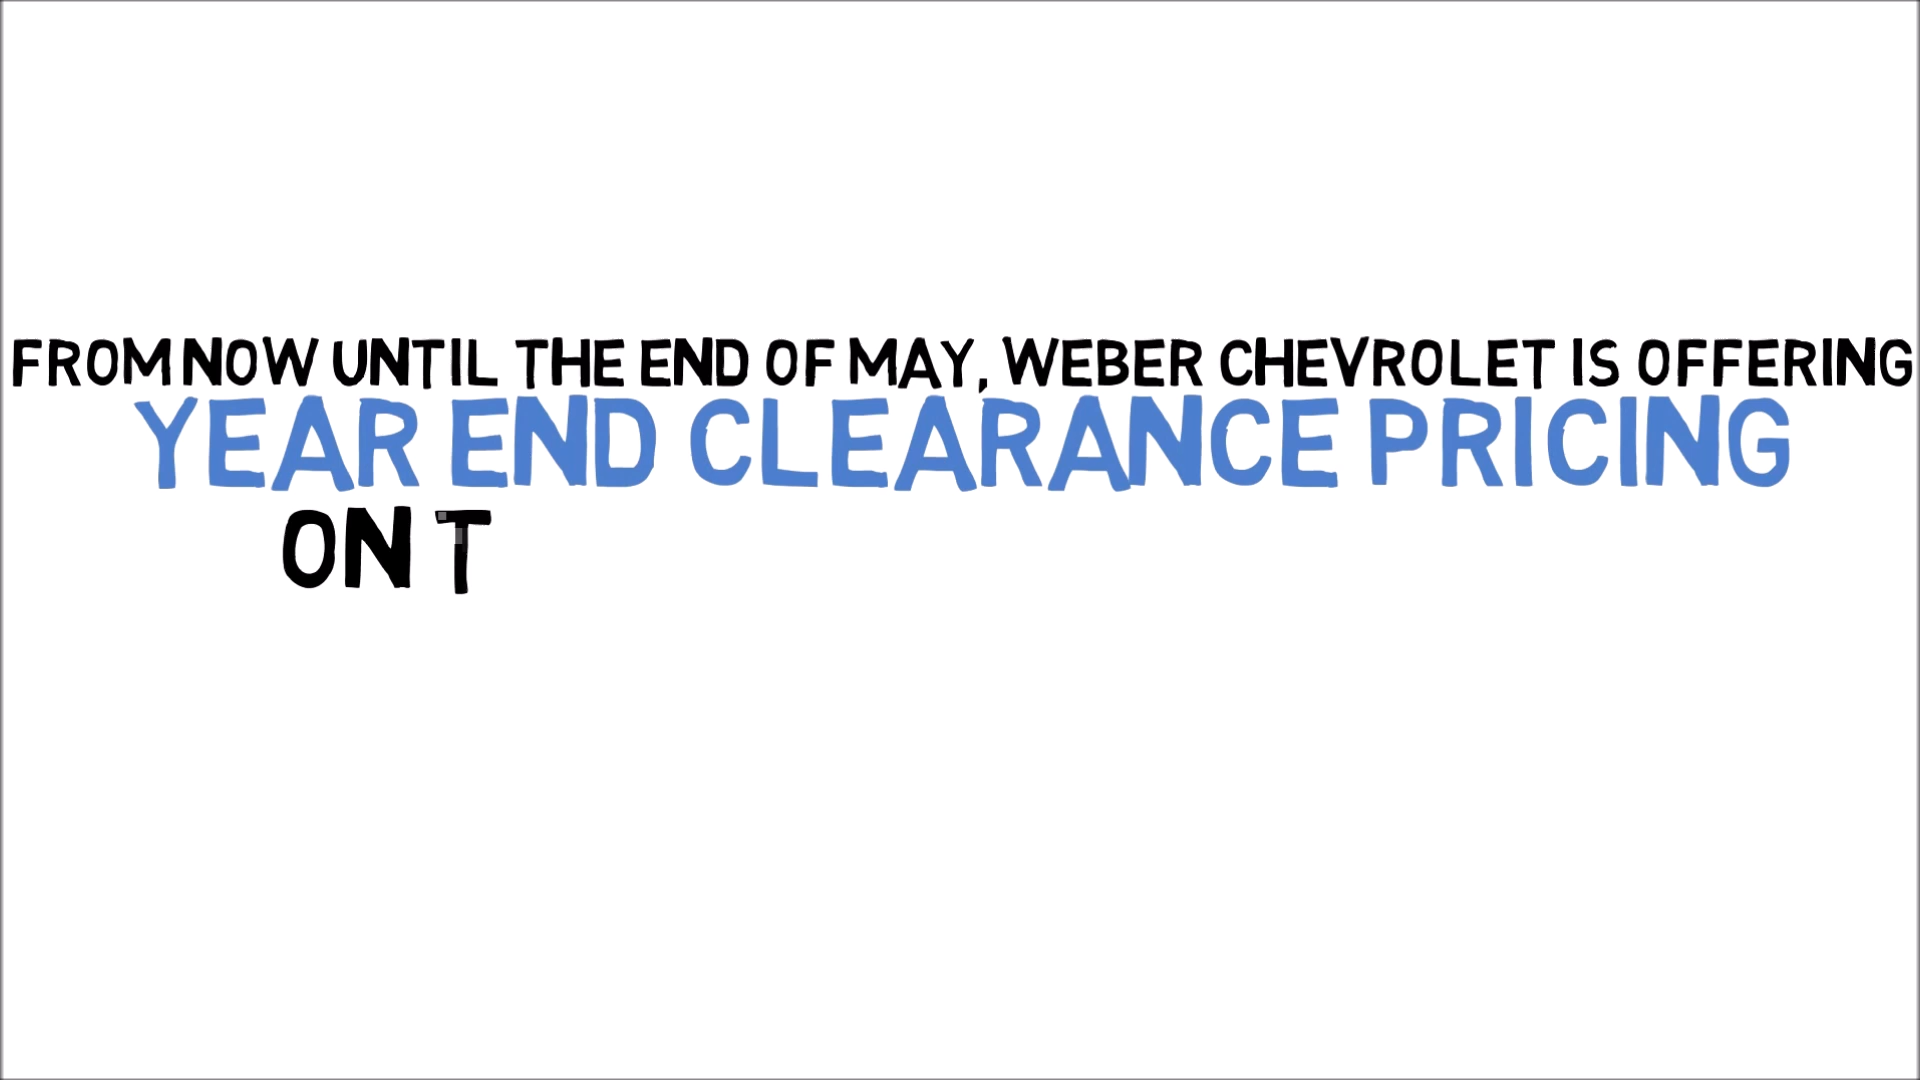 FROM NOW UNTIL THE END OF MAY, WEBER CHEVROLET IS OFFERING
YEAR END CLEARANCE PRICING
ON T